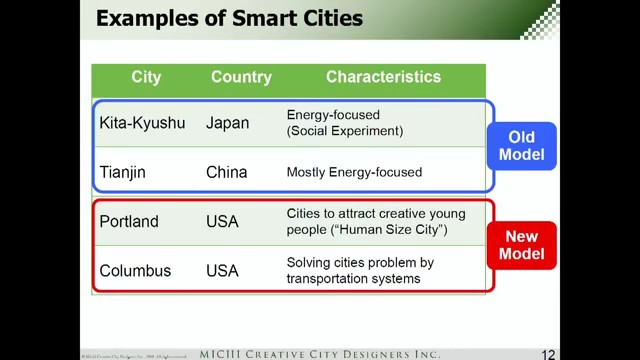 Examples of Smart Cities
City Country Characteristics
Kita-Kyushu Japan Energy-focused
(Social Experiment)
Old
Model
Tianjin China Mostly Energy-focused
Portland USA Cities to attract creative young
people (“Human Size City”)
New
Model
Columbus USA Solving cities problem by
transportation systems
MICIII CREATIVE CITY DESIGNERS INC.
12